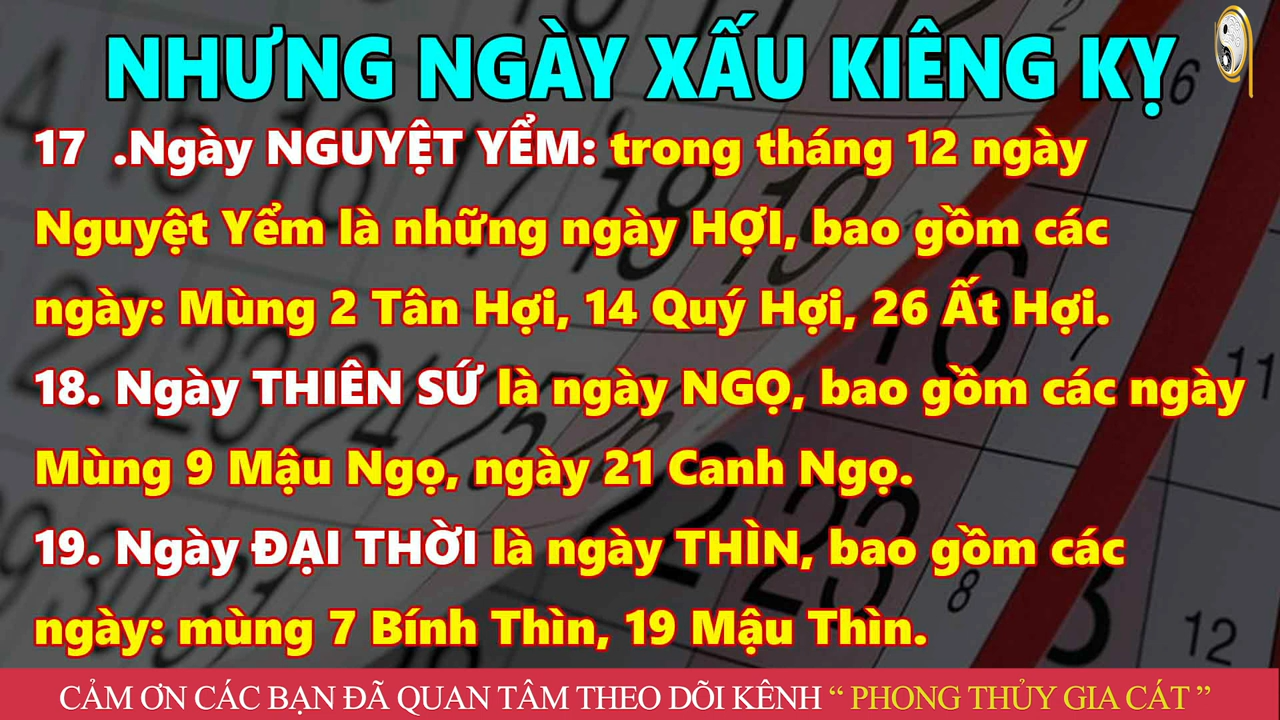 NHƯNG NGÀY XẤU KIÊNG KỴ
17 .Ngày NGUYỆT YỂM: trong tháng 12 ngày
Nguyệt Yểm là những ngày HỢI, bao gồm các
ngày: Mùng 2 Tân Hợi, 14 Quý Hợi, 26 Ất Hợi.
18. Ngày THIÊN SỨ là ngày NGỌ, bao gồm các ngày
Mùng 9 Mậu Ngọ, ngày 21 Canh Ngọ.
19. Ngày ĐẠI THỜI là ngày THÌN, bao gồm các
ngày: mùng 7 Bính Thìn, 19 Mậu Thìn.
CẢM ƠN CÁC BẠN ĐÃ QUAN TÂM THEO DÕI KÊNH “ PHONG THỦY GIA CÁT ”